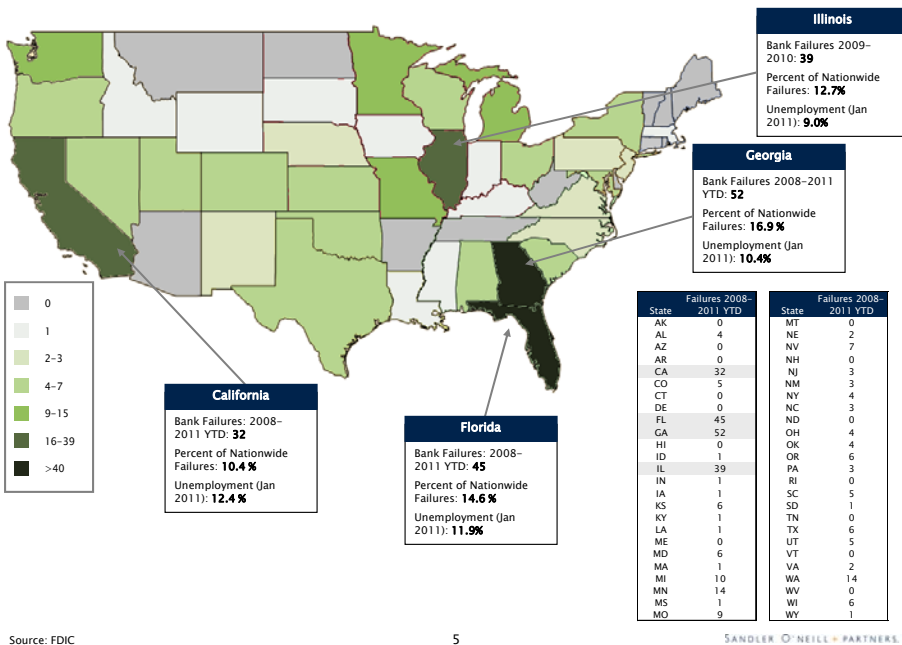 Illinois
Bank Failures 2009-
2010: 39
Percent of Nationwide
Failures: 12.7%
Unemployment (Jan
2011): 9.0%
Georgia
Bank Failures 2008-2011
YTD: 52
Percent of Nationwide
Failures: 16.9 %
Unemployment (Jan
2011): 10.4%
0
1
2-3
4-7
9-15
16-39
>40
California
Bank Failures: 2008-
2011 YTD: 32
Percent of Nationwide
Failures: 10.4 %
Unemployment (Jan
2011): 12.4 %
Florida
Bank Failures: 2008-
2011 YTD: 45
Percent of Nationwide
Failures: 14.6 %
Unemployment (Jan
2011): 11.9%
Failures 2008-
State 2011 YTD
AK 0
AL 4
AZ 0
AR 0
CA 32
CO 5
CT 0
DE 0
FL 45
GA 52
HI 0
ID 1
IL 39
IN 1
IA 1
KS 6
KY 1
LA 1
ME 0
MD 6
MA 1
MI 10
MN 14
MS 1
MO 9
Failures 2008-
State 2011 YTD
MT 0
NE 2
NV 7
NH 0
NJ 3
NM 3
NY 4
NC 3
ND 0
OH 4
OK 4
OR 6
PA 3
RI 0
SC 5
SD 1
TN 0
TX 6
UT 5
VT 0
VA 2
WA 14
WV 0
WI 6
WY 1
Source: FDIC
5
SANDLER O'NEILL + PARTNERS